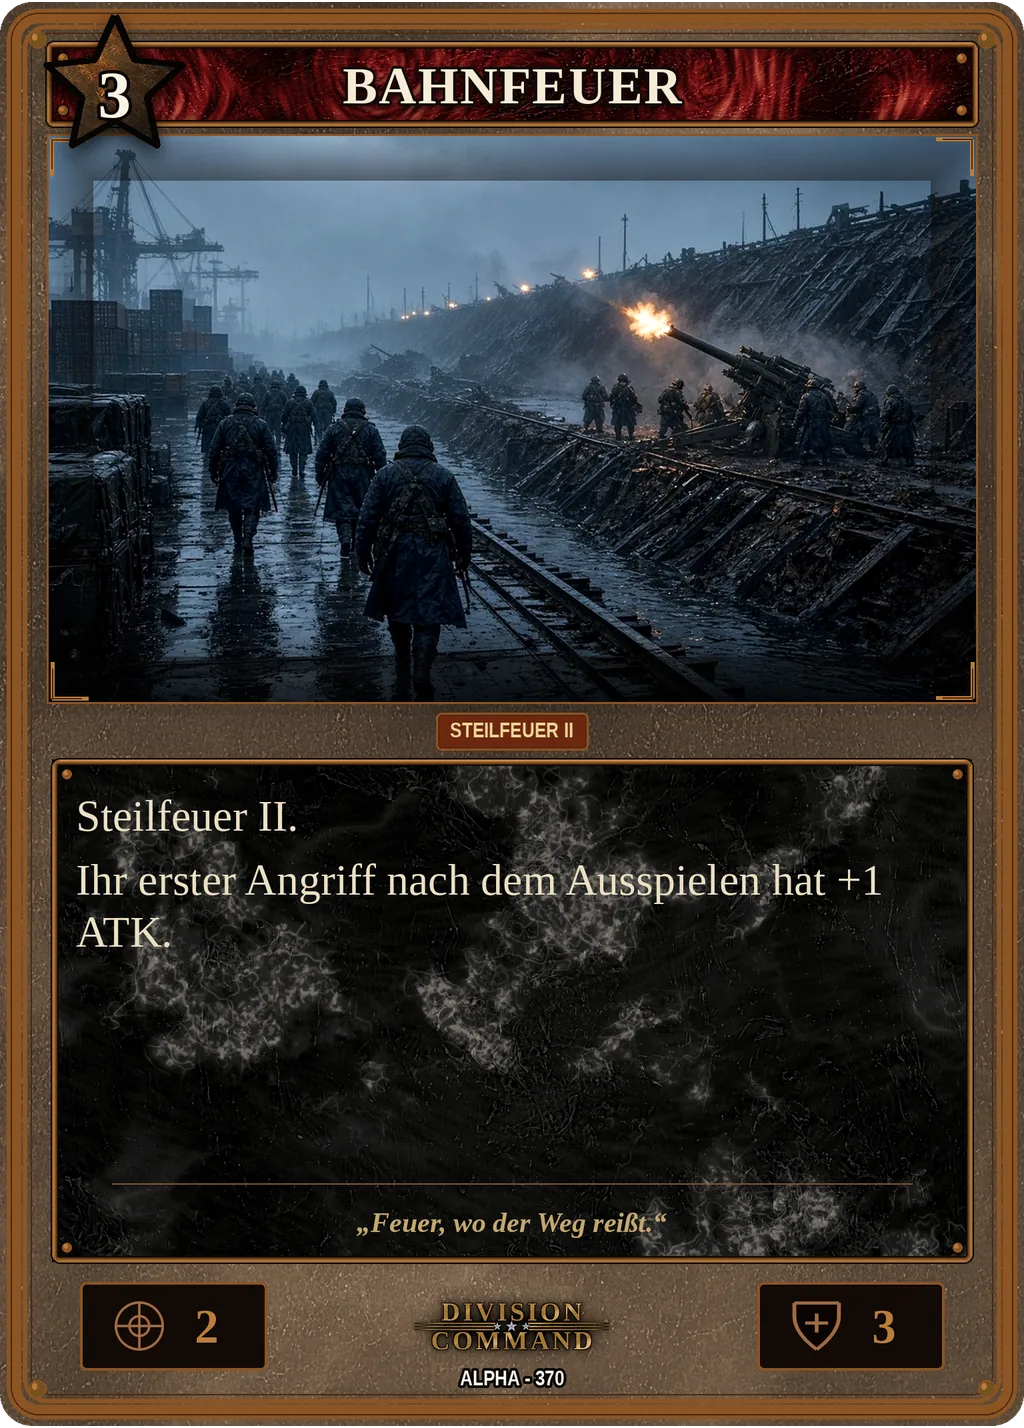 3
BAHNFEUER
STEILFEUER II
Steilfeuer II.
Ihr erster Angriff nach dem Ausspielen hat +1
ATK.
„Feuer, wo der Weg reißt.“
2
DIVISION
COMMAND
3
ALPHA - 370